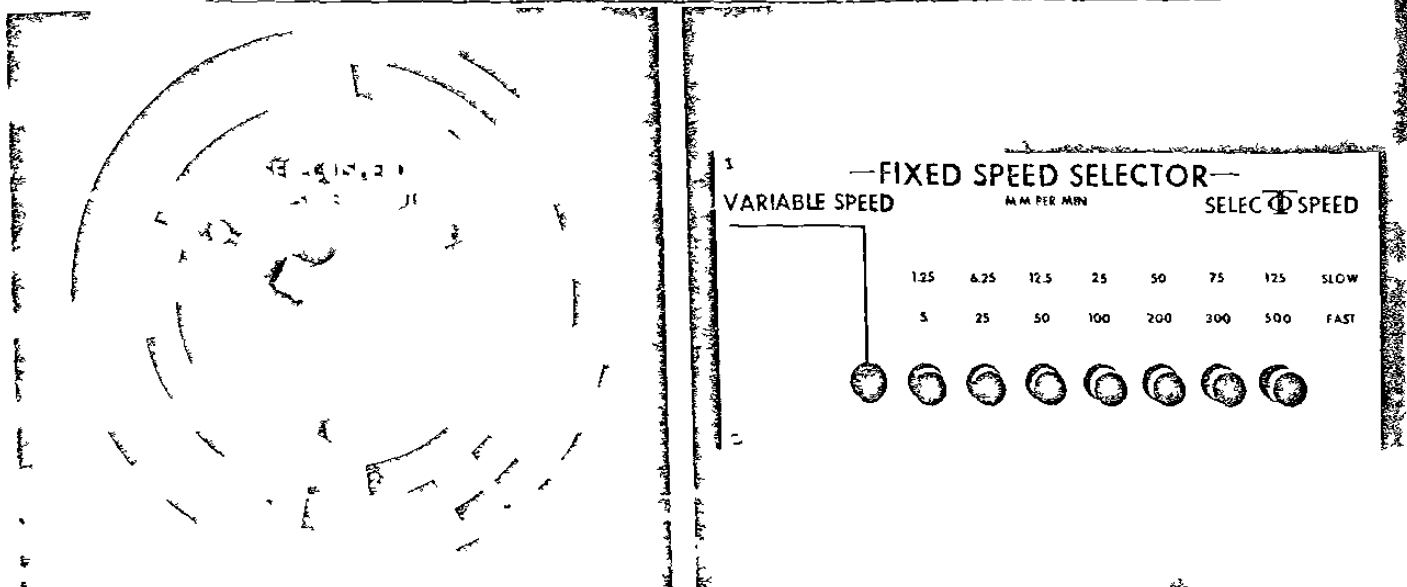 —FIXED SPEED SELECTOR—
VARIABLE SPEED
MM PER MIN
SELEC SPEED
1.25 6.25 12.5 25 50 75 125 SLOW
5 25 50 100 200 300 500 FAST